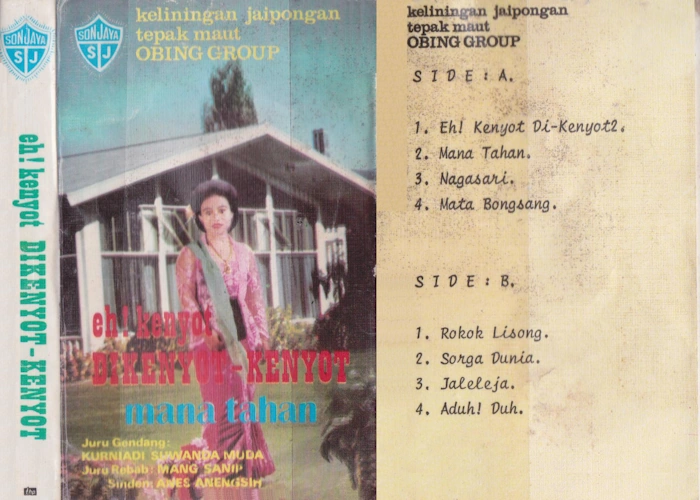 SONJAYA
SJ
eh! kenyot DIKENYOT-KENYOT
SONJAYA
SJ
keliningan jaipongan
tepak maut
OBING GROUP
eh! kenyot
DIKENYOT-KENYOT
mana tahan
Juru Gendang:
KURNIADI SUWANDA MUDA
Juru Rebab: MANG SANIP
Sinden: ANES ANENGSIH
keliningan jaipongan
tepak maut
OBING GROUP
SIDE: A.
1. Eh! Kenyot Di-Kenyot2.
2. Mana Tahan.
3. Nagasari.
4. Mata Bongsang.
SIDE: B.
1. Rokok Lisong.
2. Sorga Dunia.
3. Jaleleja.
4. Aduh! Duh.